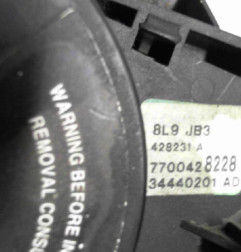 WARNING BEFORE
REMOVAL CONS
8L9 JB3
428231 A
7700428228
34440201 AD